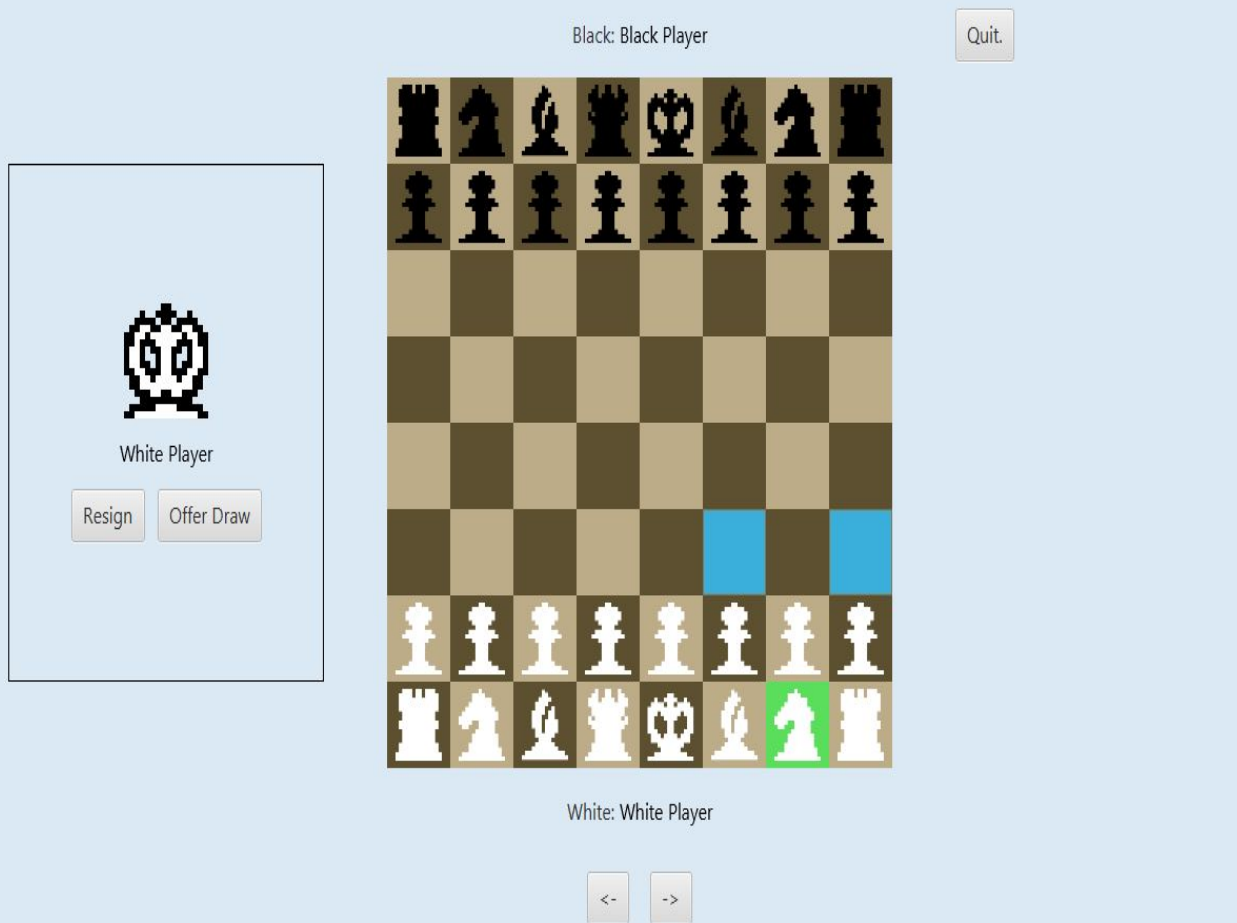 Black: Black Player
Quit.
White Player
Resign
Offer Draw
White: White Player
<-
->